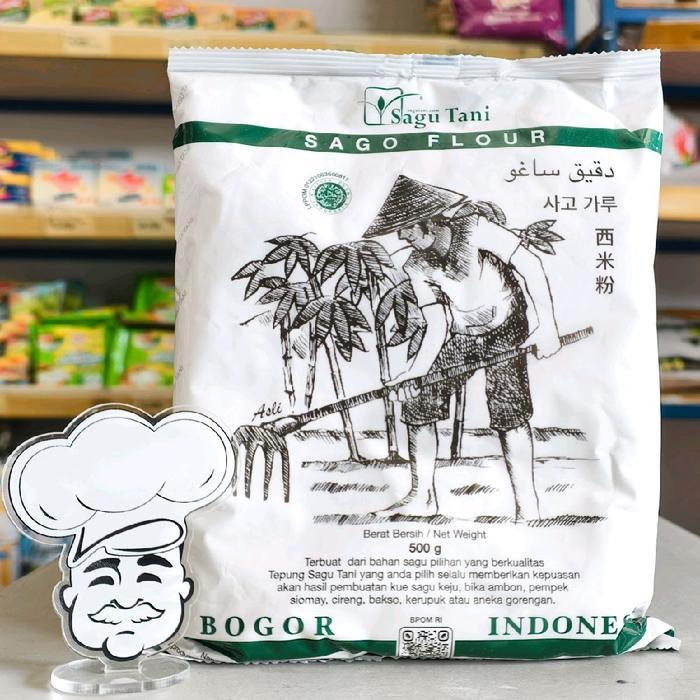 Sagu Tani
SAGO FLOUR
دقيق ساغو
사고 가루
西米粉
Asli
Berat Bersih / Net Weight
500 g
Terbuat dari bahan sagu pilihan yang berkualitas
Tepung Sagu Tani yang anda pilih selalu memberikan kepuasan
akan hasil pembuatan kue sagu keju, bika ambon, pempek
siomay, cireng, bakso, kerupuk atau aneka gorengan.
BPOM RI
BOGOR INDONES